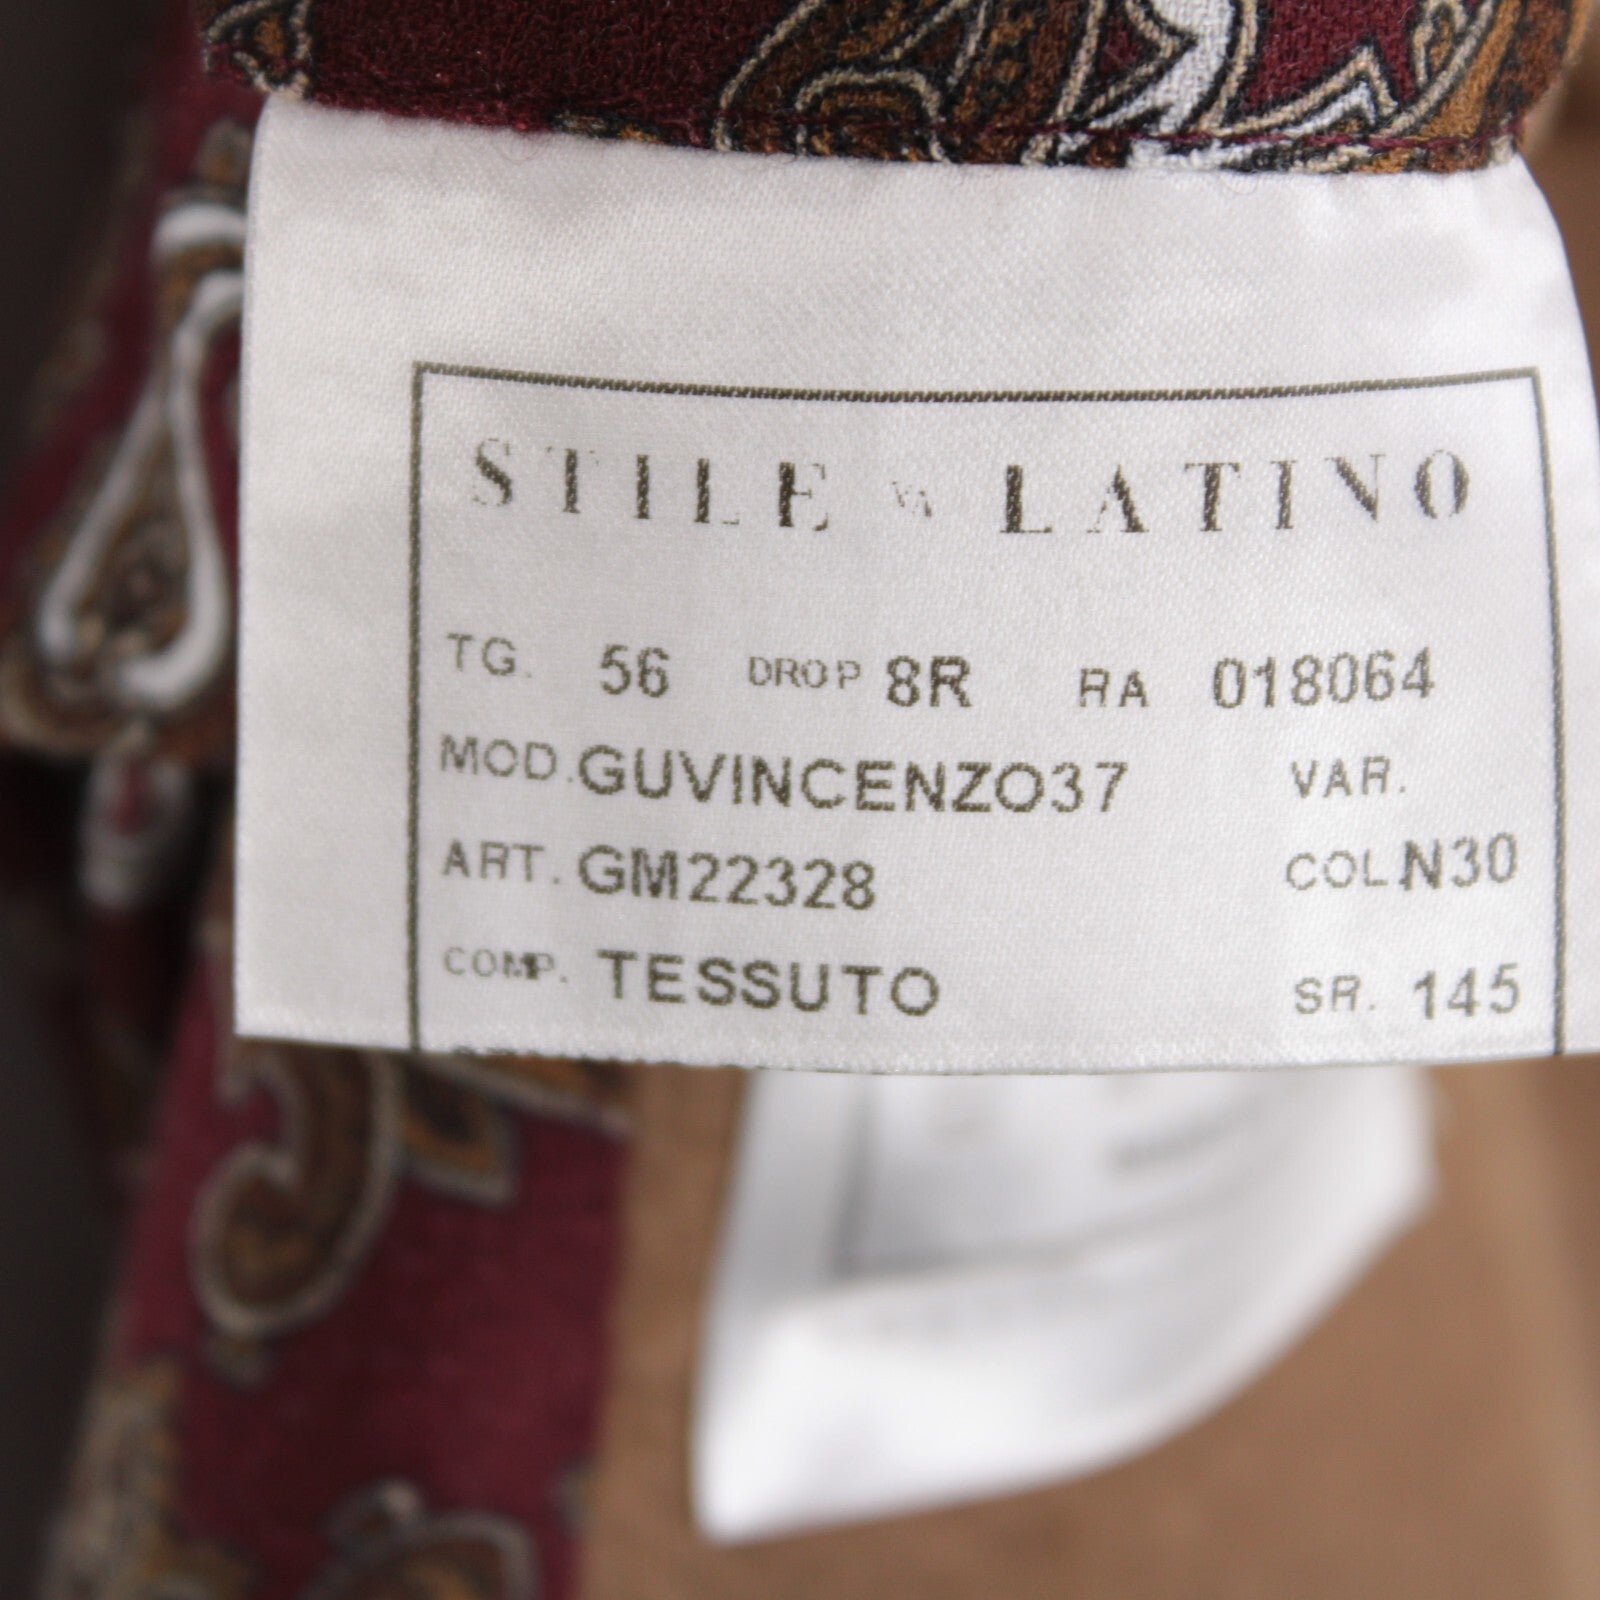 STILE LATINO
TG. 56 DROP 8R RA 018064
MOD. GUVINCENZO37 VAR.
ART. GM22328 COL N30
COMP. TESSUTO SR. 145